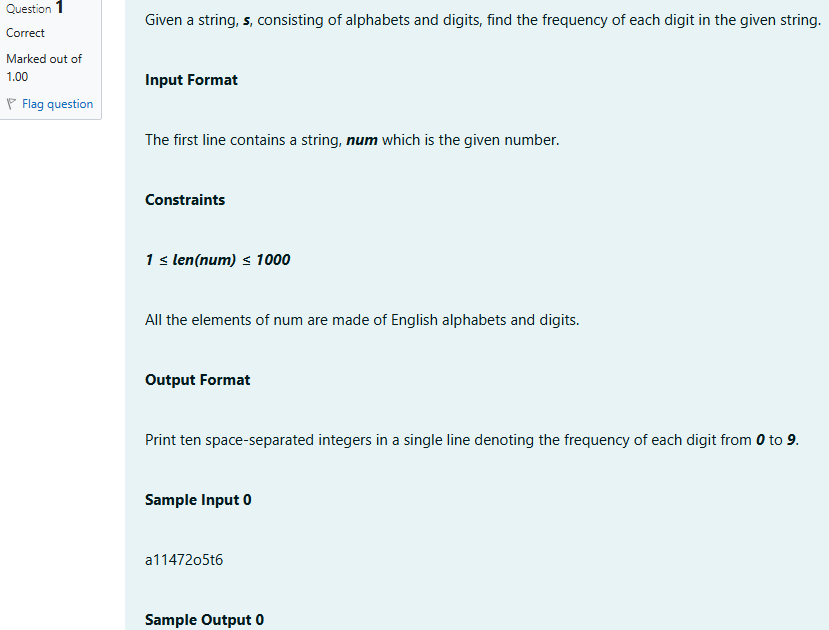 Question 1
Correct
Marked out of
1.00
Flag question
Given a string, s, consisting of alphabets and digits, find the frequency of each digit in the given string.
Input Format
The first line contains a string, num which is the given number.
Constraints
1 ≤ len(num) ≤ 1000
All the elements of num are made of English alphabets and digits.
Output Format
Print ten space-separated integers in a single line denoting the frequency of each digit from 0 to 9.
Sample Input 0
a11472o5t6
Sample Output 0